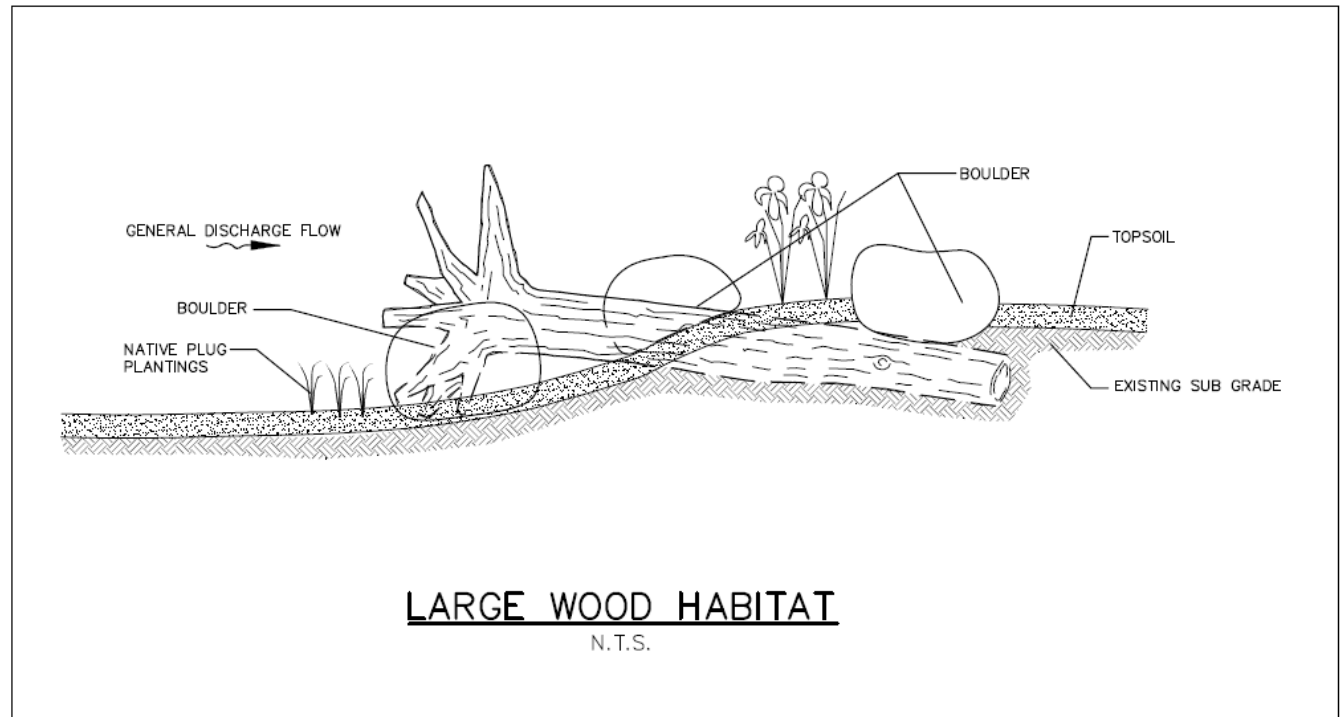 BOULDER
GENERAL DISCHARGE FLOW
TOPSOIL
BOULDER
NATIVE PLUG
PLANTINGS
EXISTING SUB GRADE
LARGE WOOD HABITAT
N.T.S.